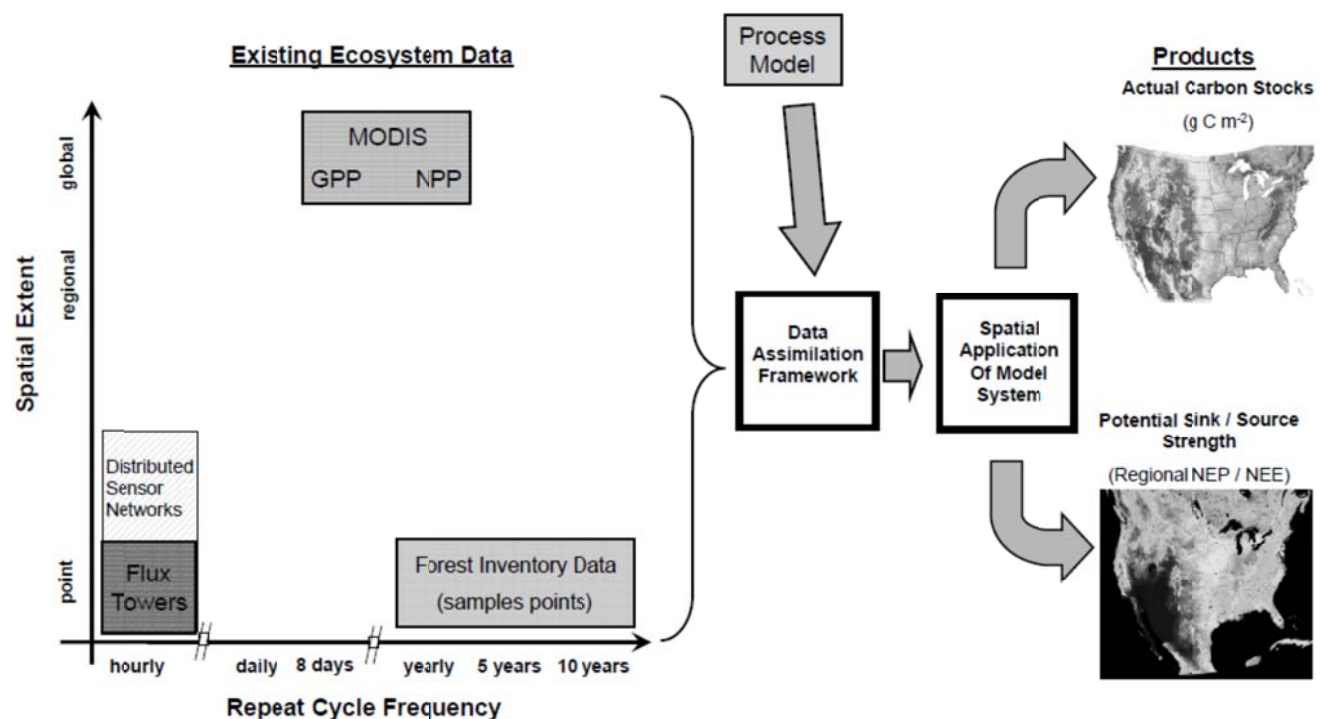 Existing Ecosystem Data
Spatial Extent
global
regional
point
MODIS
GPP NPP
Distributed
Sensor
Networks
Flux
Towers
Forest Inventory Data
(samples points)
hourly daily 8 days yearly 5 years 10 years
Repeat Cycle Frequency
Process
Model
Data
Assimilation
Framework
Spatial
Application
Of Model
System
Products
Actual Carbon Stocks
(g C m-2)
Potential Sink / Source
Strength
(Regional NEP / NEE)